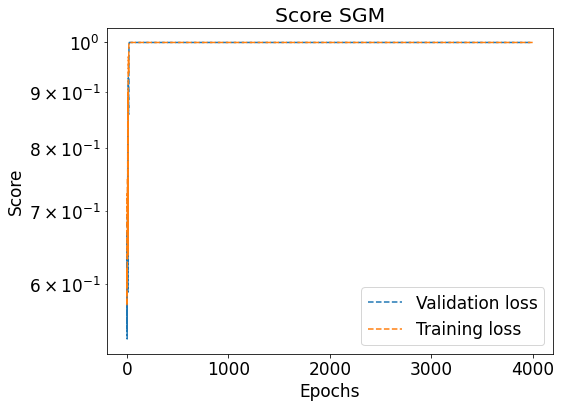 Score SGM
10⁰
9 × 10⁻¹
8 × 10⁻¹
7 × 10⁻¹
6 × 10⁻¹
Score
Validation loss
Training loss
0 1000 2000 3000 4000
Epochs